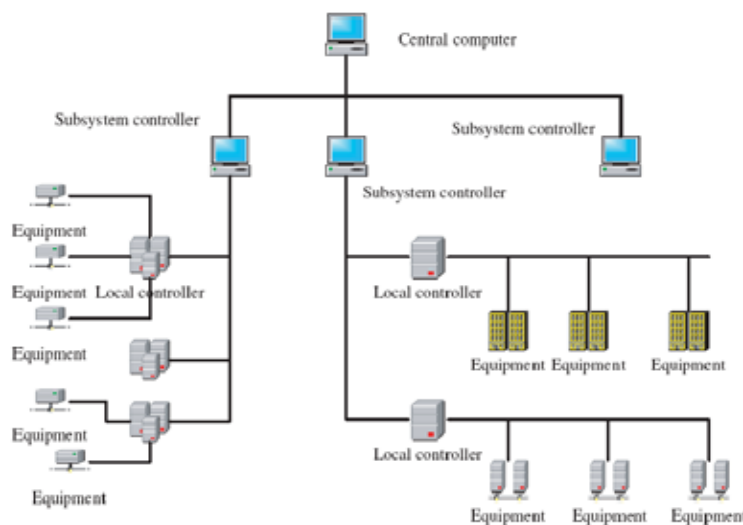 Central computer
Subsystem controller
Subsystem controller
Subsystem controller
Equipment
Equipment
Local controller
Equipment
Equipment
Equipment
Local controller
Equipment
Equipment
Equipment
Local controller
Equipment
Equipment
Equipment